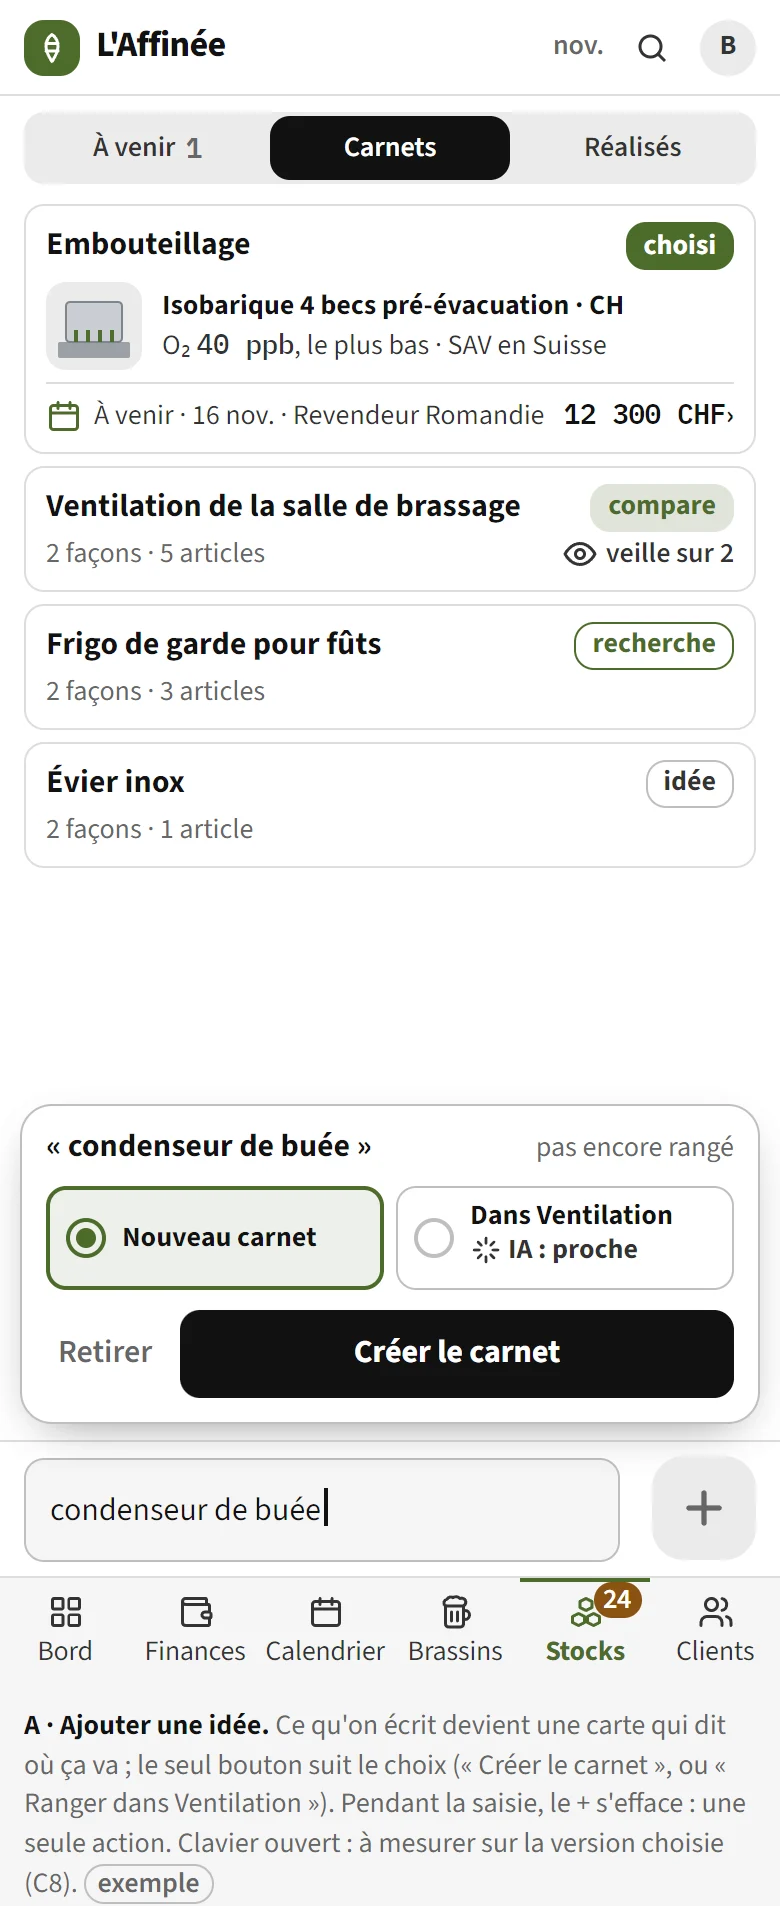 L'Affinée
nov.
B
À venir 1
Carnets
Réalisés
Embouteillage
choisi
Isobarique 4 becs pré-évacuation · CH
O₂ 40 ppb, le plus bas · SAV en Suisse
À venir · 16 nov. · Revendeur Romandie 12 300 CHF›
Ventilation de la salle de brassage
compare
2 façons · 5 articles
veille sur 2
Frigo de garde pour fûts
recherche
2 façons · 3 articles
Évier inox
idée
2 façons · 1 article
« condenseur de buée »
pas encore rangé
Nouveau carnet
Dans Ventilation
IA : proche
Retirer
Créer le carnet
condenseur de buée
24
Bord
Finances
Calendrier
Brassins
Stocks
Clients
A · Ajouter une idée. Ce qu'on écrit devient une carte qui dit
où ça va ; le seul bouton suit le choix (« Créer le carnet », ou «
Ranger dans Ventilation »). Pendant la saisie, le + s'efface : une
seule action. Clavier ouvert : à mesurer sur la version choisie
(C8). exemple